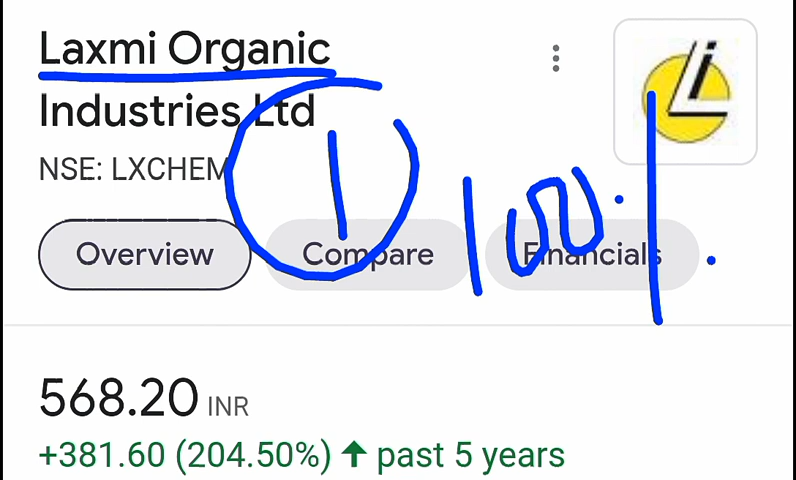 Laxmi Organic
Industries Ltd
NSE: LXCHEM
1
100%.
Overview
Compare
Financials
568.20 INR
+381.60 (204.50%) ↑ past 5 years